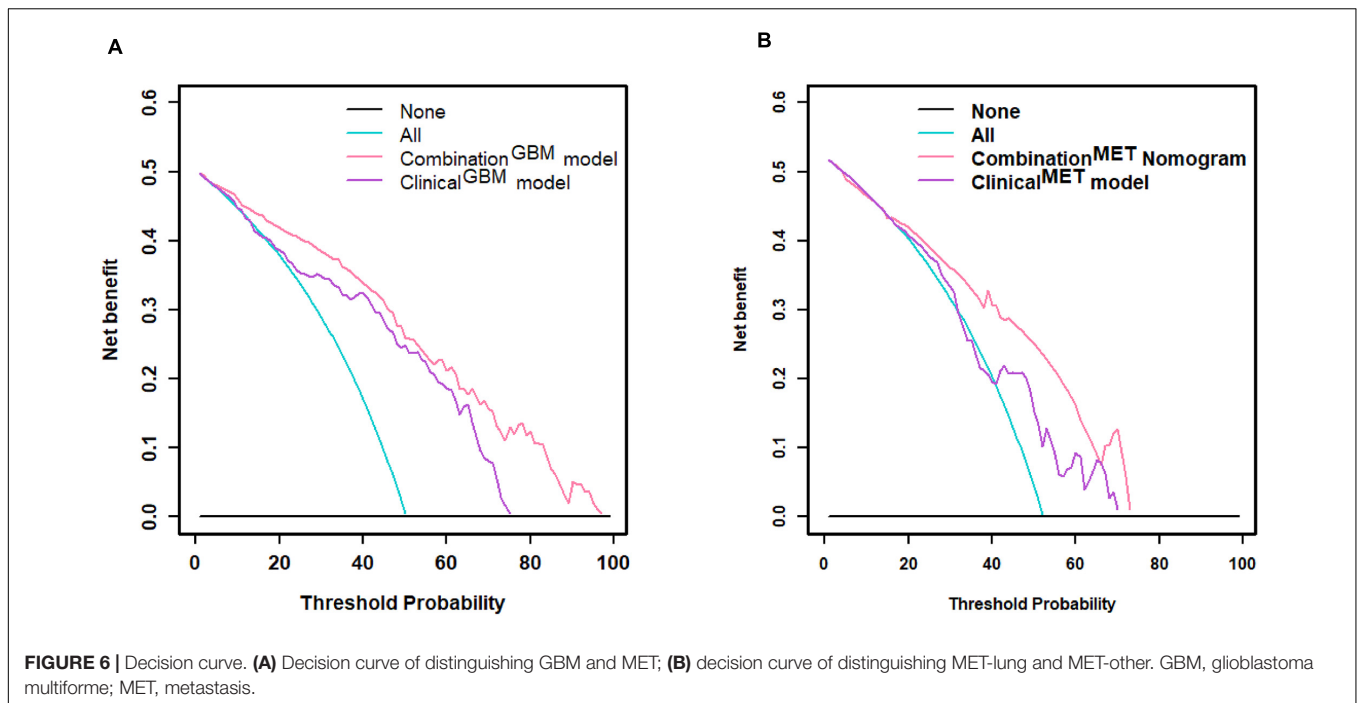 A
Net benefit
0.6
0.5
0.4
0.3
0.2
0.1
0.0
None
All
Combination GBM model
Clinical GBM model
0 20 40 60 80 100
Threshold Probability
B
Net benefit
0.6
0.5
0.4
0.3
0.2
0.1
0.0
None
All
Combination MET Nomogram
Clinical MET model
0 20 40 60 80 100
Threshold Probability
FIGURE 6 | Decision curve. (A) Decision curve of distinguishing GBM and MET; (B) decision curve of distinguishing MET-lung and MET-other. GBM, glioblastoma
multiforme; MET, metastasis.